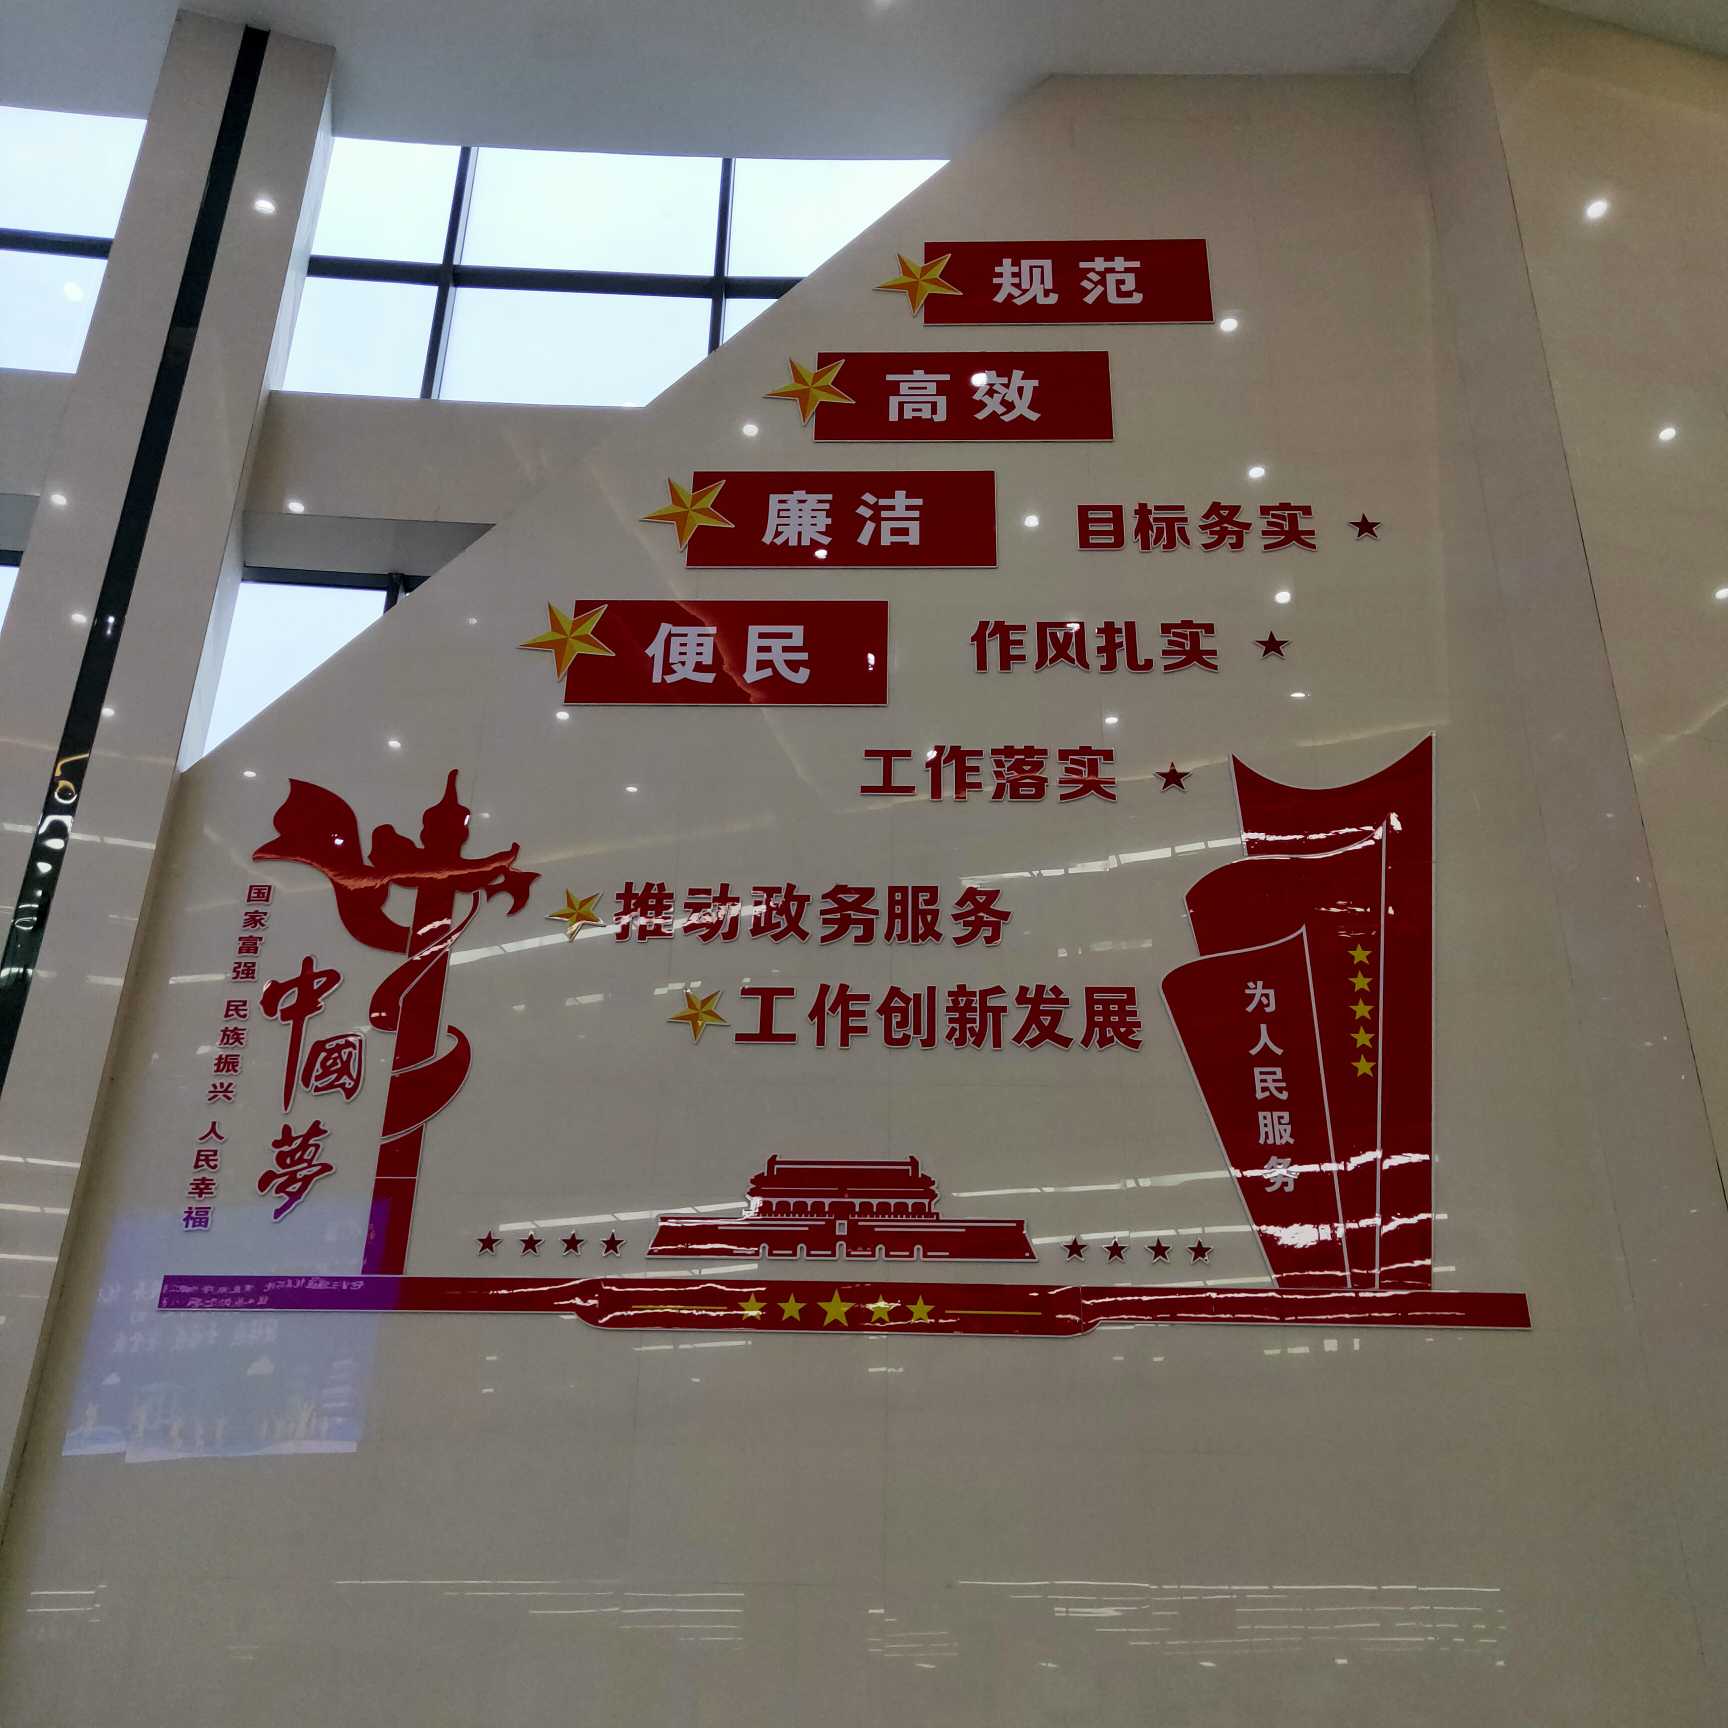 规范
高效
廉洁
目标务实
便民
作风扎实
工作落实
推动政务服务
工作创新发展
国家富强 民族振兴 人民幸福
中國夢
为人民服务